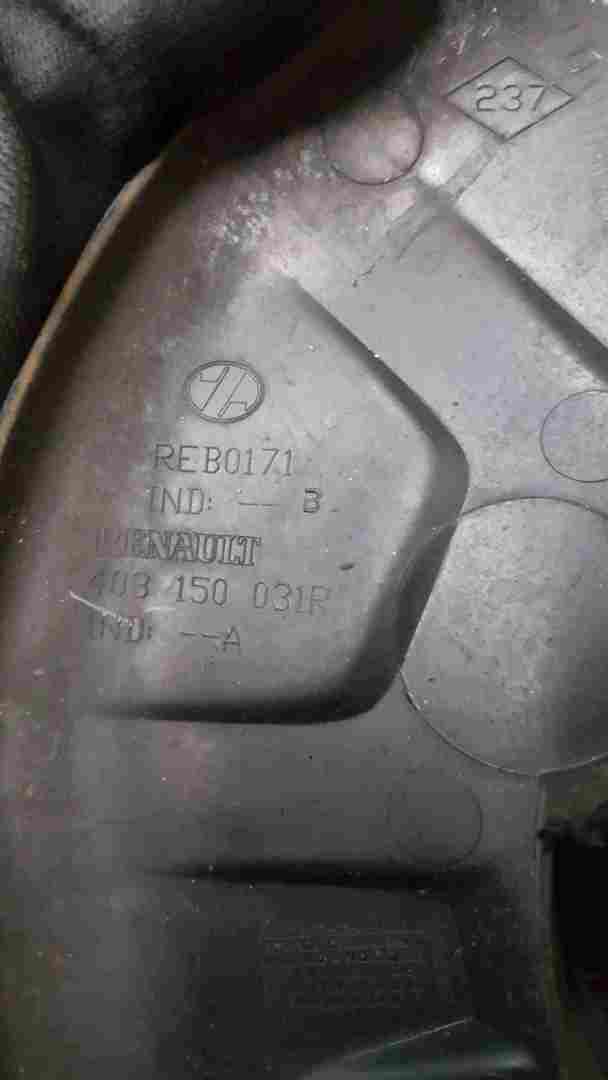 237
REB0171
IND: -- B
RENAULT
403 150 031R
IND: --A